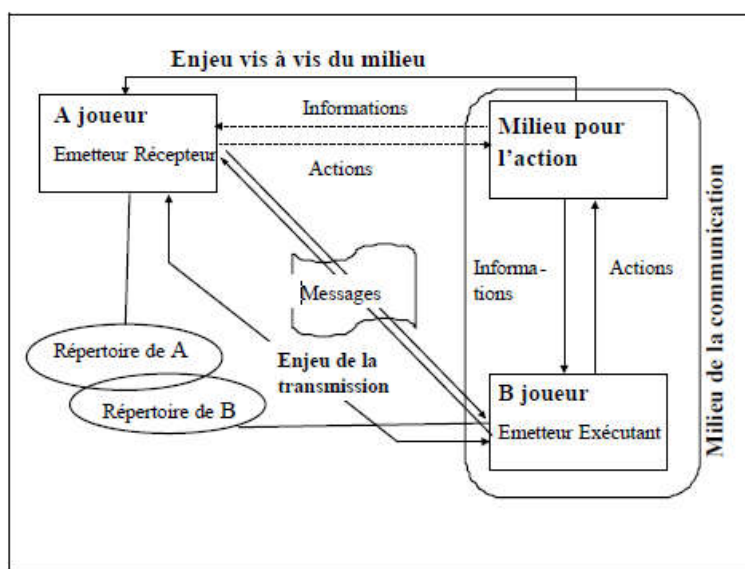 Enjeu vis à vis du milieu
A joueur
Emetteur Récepteur
Informations
Actions
Milieu pour
l'action
Messages
Informa-
tions
Actions
Répertoire de A
Répertoire de B
Enjeu de la
transmission
B joueur
Emetteur Exécutant
Milieu de la communication